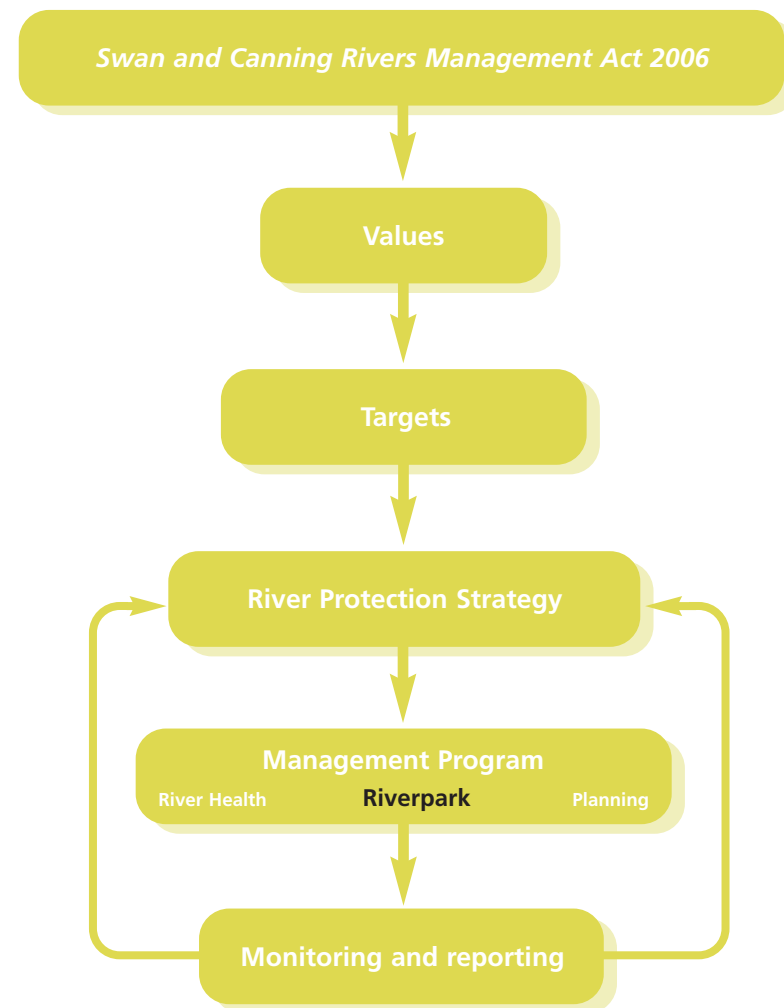 Swan and Canning Rivers Management Act 2006
Values
Targets
River Protection Strategy
Management Program
River Health Riverpark Planning
Monitoring and reporting